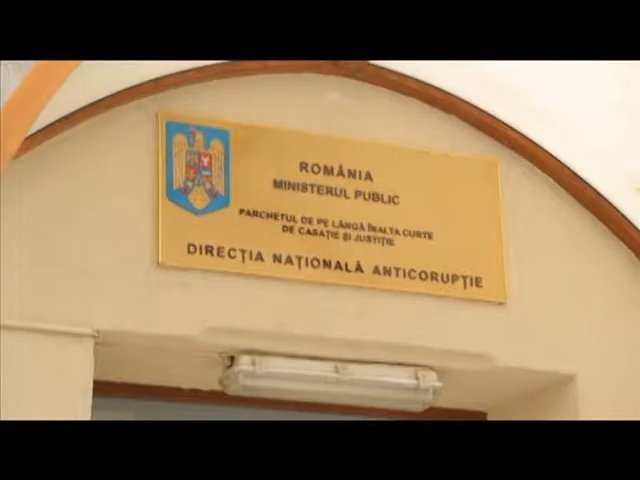 ROMÂNIA
MINISTERUL PUBLIC
PARCHETUL DE PE LÂNGĂ ÎNALTA CURTE
DE CASAȚIE ȘI JUSTIȚIE
DIRECȚIA NAȚIONALĂ ANTICORUPȚIE